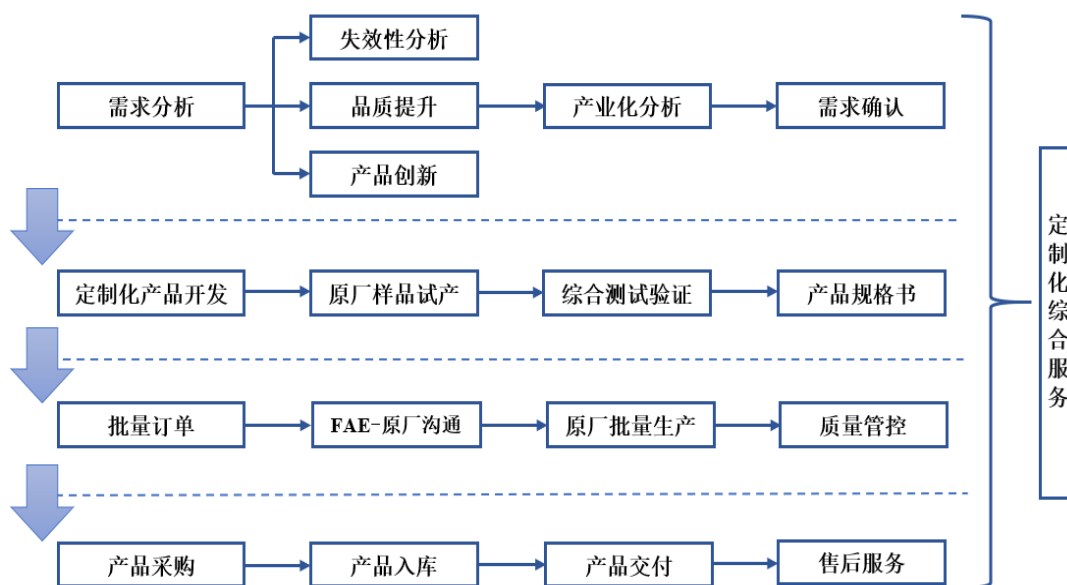 失效性分析
需求分析
品质提升
产业化分析
需求确认
产品创新
定制化产品开发
原厂样品试产
综合测试验证
产品规格书
批量订单
FAE-原厂沟通
原厂批量生产
质量管控
产品采购
产品入库
产品交付
售后服务
定制化综合服务